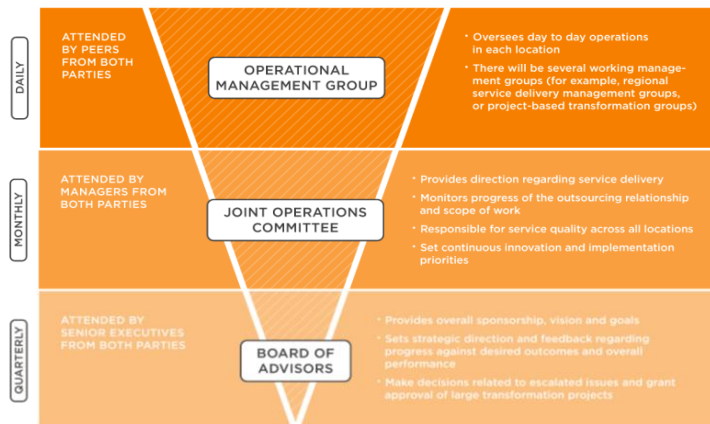 DAILY
ATTENDED
BY PEERS
FROM BOTH
PARTIES
OPERATIONAL
MANAGEMENT GROUP
• Oversees day to day operations
in each location
• There will be several working manage-
ment groups (for example, regional
service delivery management groups,
or project-based transformation groups)
MONTHLY
ATTENDED BY
MANAGERS FROM
BOTH PARTIES
JOINT OPERATIONS
COMMITTEE
• Provides direction regarding service delivery
• Monitors progress of the outsourcing relationship
and scope of work
• Responsible for service quality across all locations
• Set continuous innovation and implementation
priorities
QUARTERLY
ATTENDED BY
SENIOR EXECUTIVES
FROM BOTH PARTIES
BOARD OF
ADVISORS
• Provides overall sponsorship, vision and goals
• Sets strategic direction and feedback regarding
progress against desired outcomes and overall
performance
• Make decisions related to escalated issues and grant
approval of large transformation projects